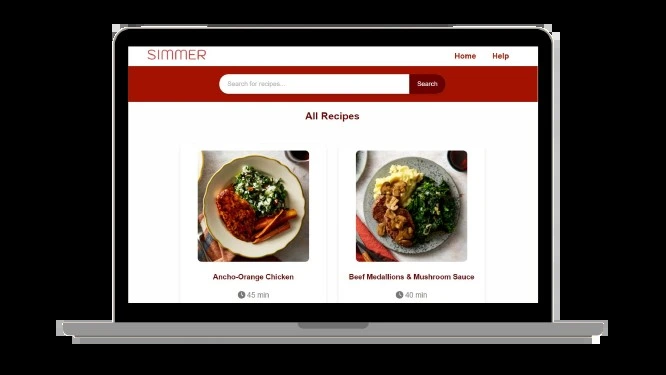 SIMMER
Home Help
Search for recipes...
Search
All Recipes
Ancho-Orange Chicken
Beef Medallions & Mushroom Sauce
45 min
40 min